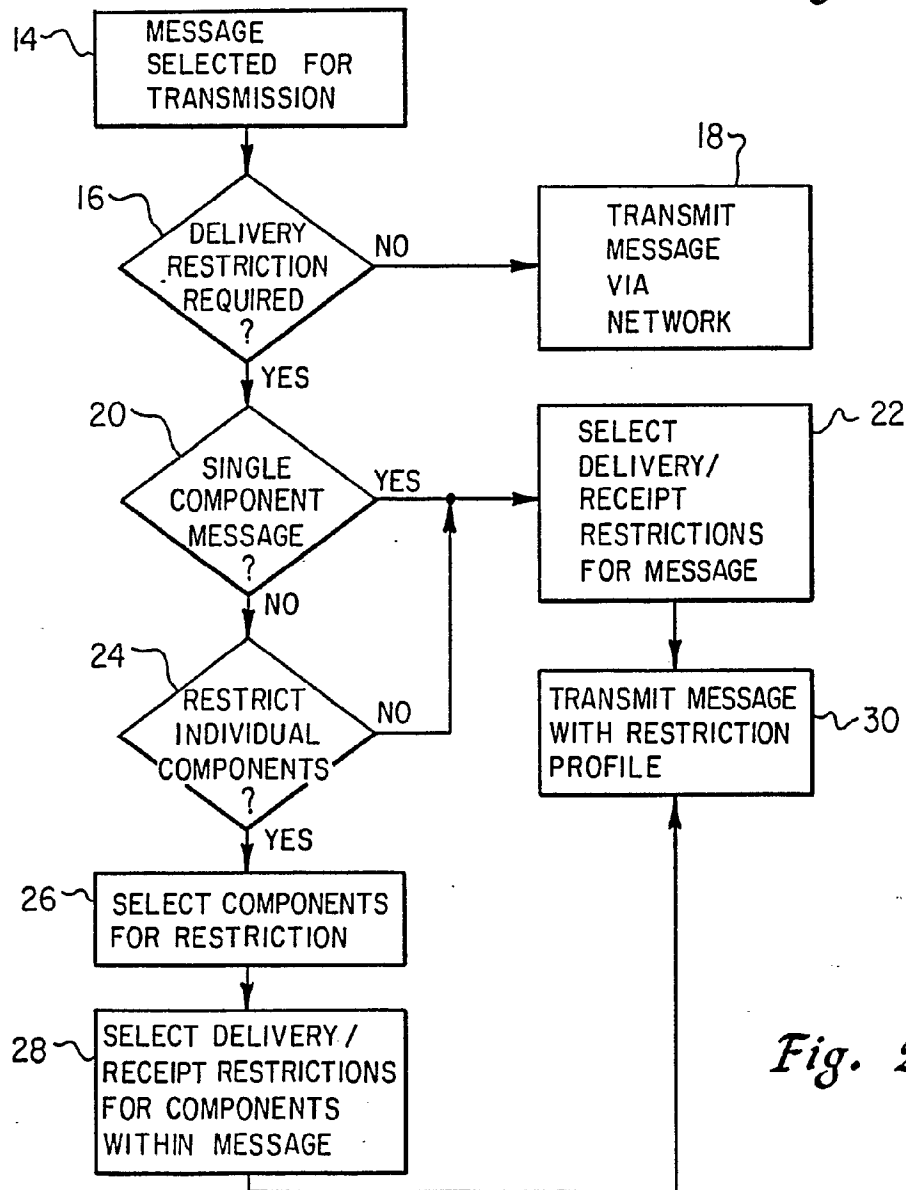 14
MESSAGE
SELECTED FOR
TRANSMISSION
16
DELIVERY
RESTRICTION
REQUIRED
?
NO
18
TRANSMIT
MESSAGE
VIA
NETWORK
YES
20
SINGLE
COMPONENT
MESSAGE
?
YES
22
SELECT
DELIVERY/
RECEIPT
RESTRICTIONS
FOR MESSAGE
NO
24
RESTRICT
INDIVIDUAL
COMPONENTS
?
NO
30
TRANSMIT MESSAGE
WITH RESTRICTION
PROFILE
YES
26
SELECT COMPONENTS
FOR RESTRICTION
28
SELECT DELIVERY/
RECEIPT RESTRICTIONS
FOR COMPONENTS
WITHIN MESSAGE
Fig. 2